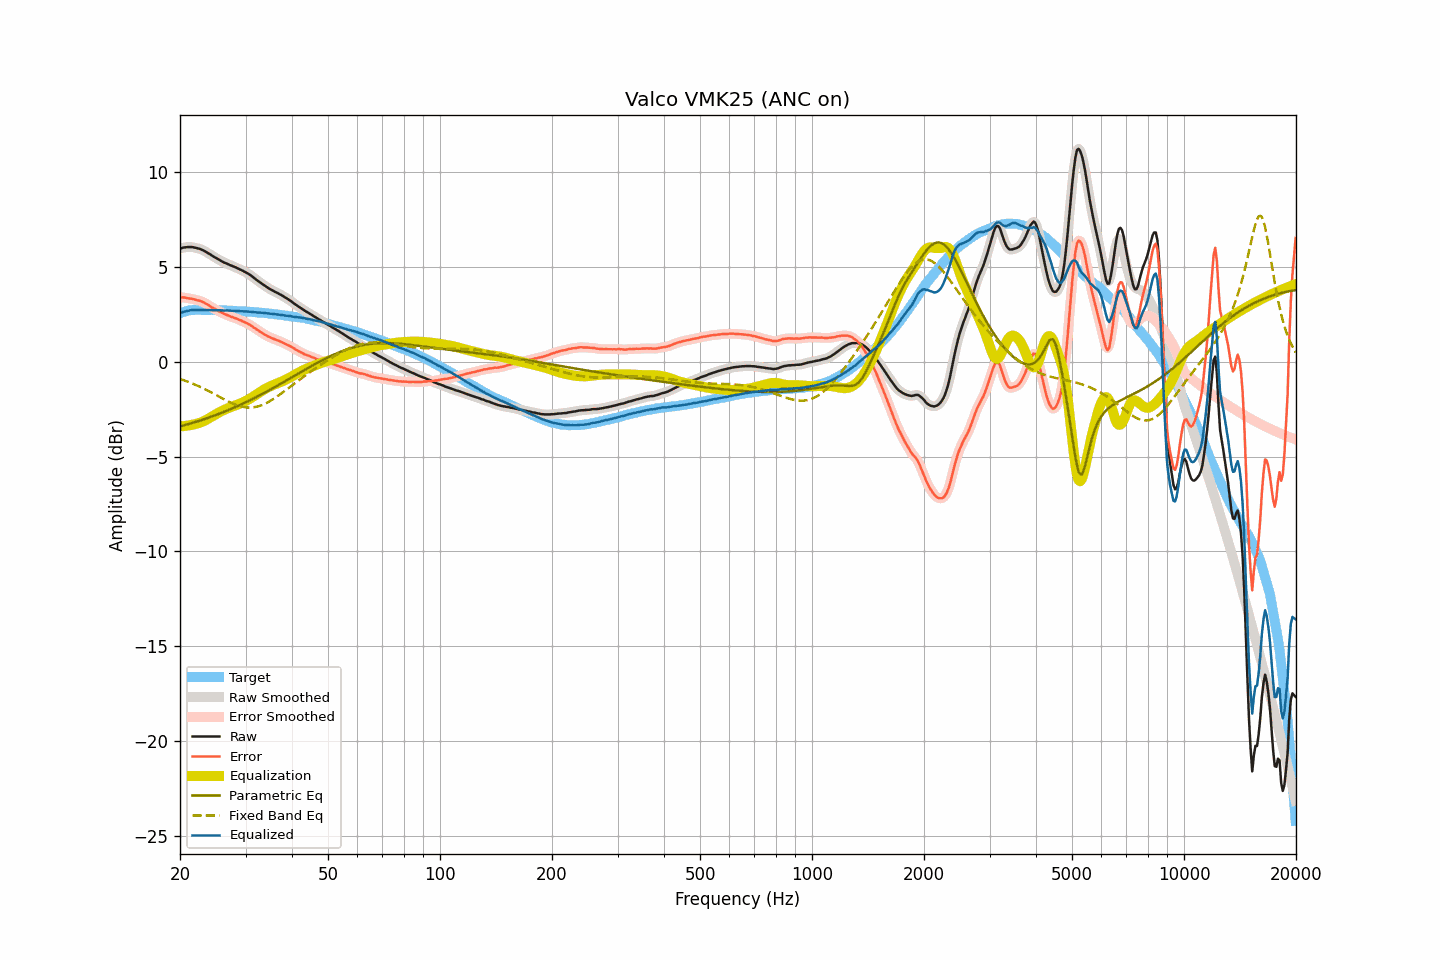 Valco VMK25 (ANC on)
10
5
0
−5
−10
−15
−20
−25
Amplitude (dBr)
Target
Raw Smoothed
Error Smoothed
Raw
Error
Equalization
Parametric Eq
Fixed Band Eq
Equalized
20 50 100 200 500 1000 2000 5000 10000 20000
Frequency (Hz)